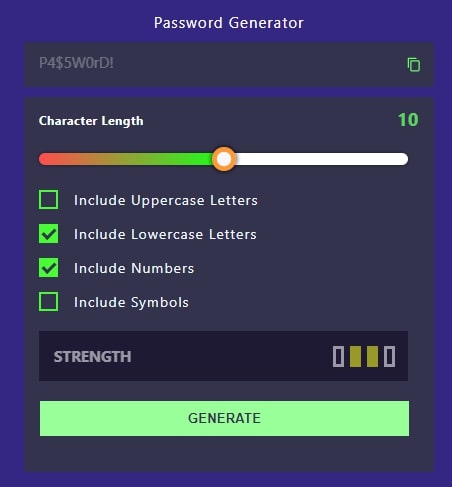 Password Generator
P4$5W0rD!
Character Length 10
Include Uppercase Letters
Include Lowercase Letters
Include Numbers
Include Symbols
STRENGTH
GENERATE